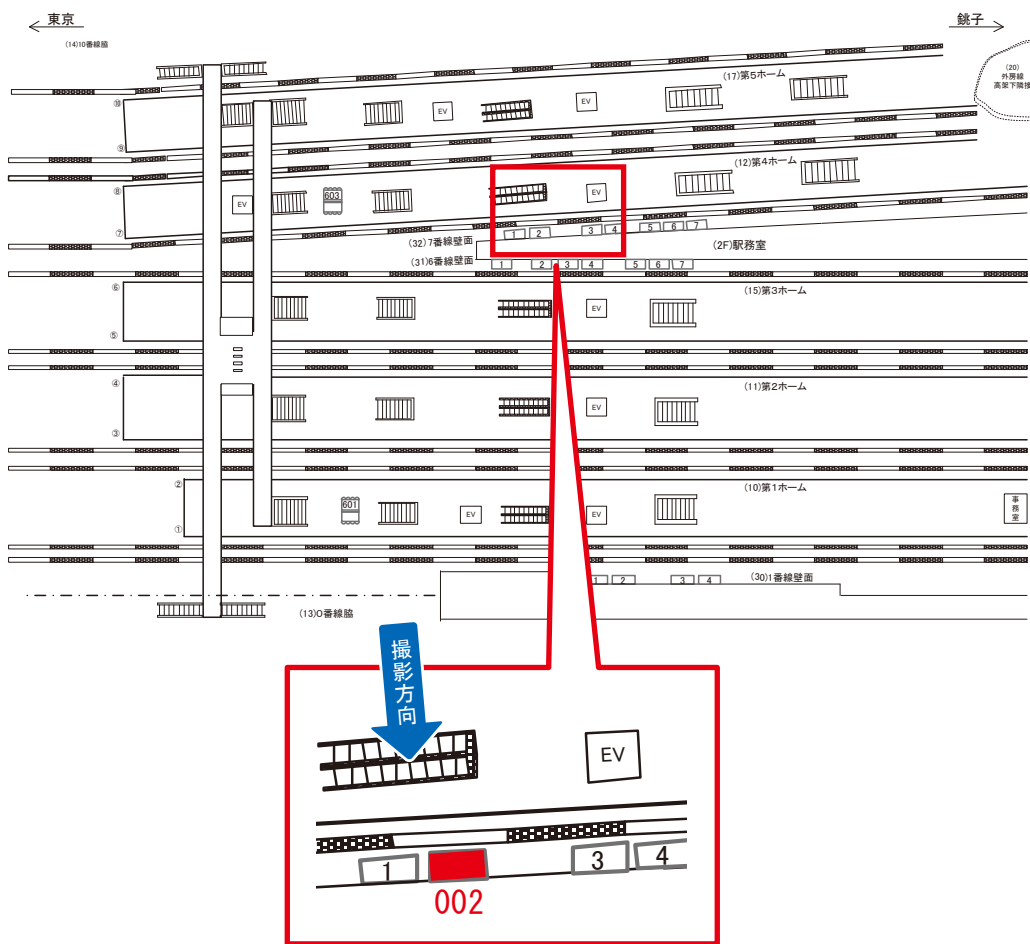 東京
銚子
(14)10番線脇
(20)
外房線
高架下隣接
(17)第5ホーム
⑩
EV
EV
⑨
(12)第4ホーム
⑧
EV
603
EV
⑦
1 2 3 4 5 6 7
(32)7番線壁面
(2F)駅務室
(31)6番線壁面
1 2 3 4 5 6 7
⑥
(15)第3ホーム
EV
⑤
④
(11)第2ホーム
EV
③
②
(10)第1ホーム
601
EV
EV
事務室
①
1 2 3 4
(30)1番線壁面
(13)0番線脇
撮影方向
EV
1 3 4
002